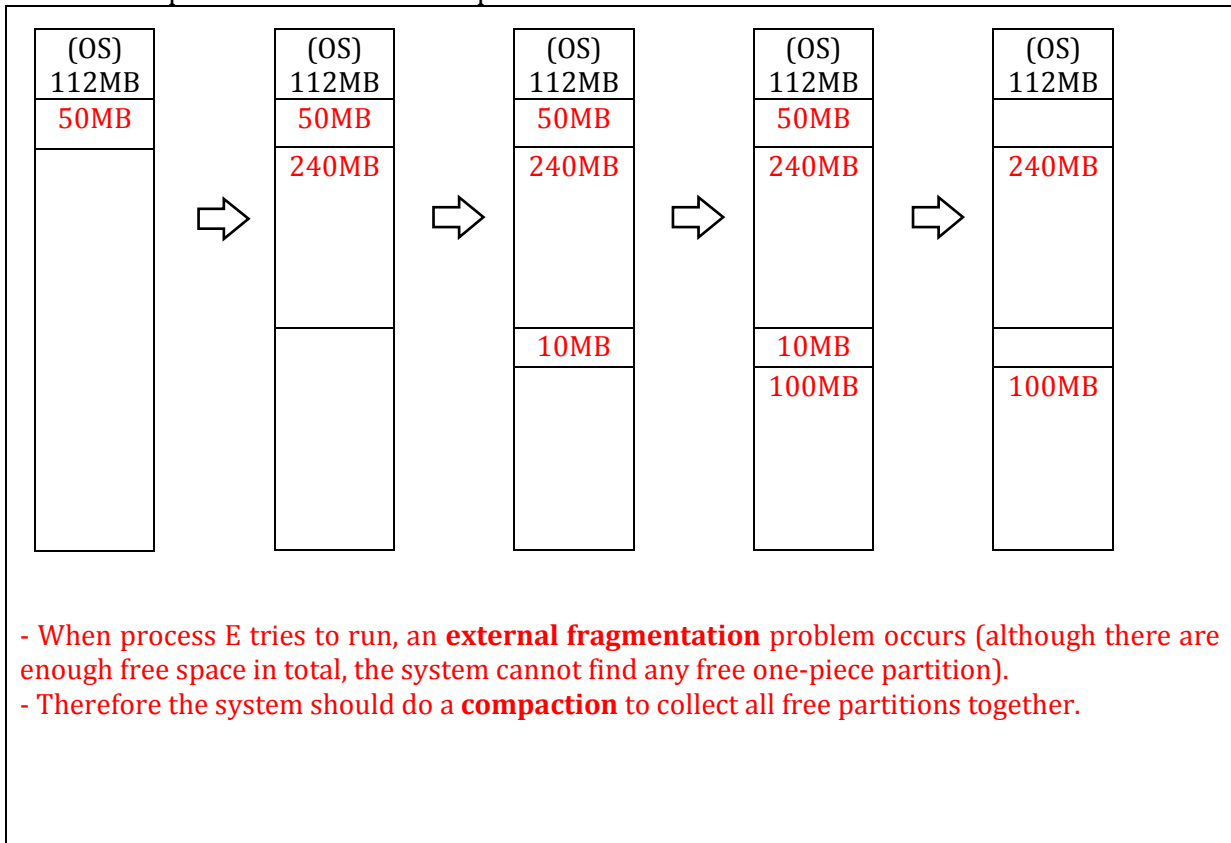 (OS) (OS) (OS) (OS) (OS)
112MB 112MB 112MB 112MB 112MB
50MB 50MB 50MB 50MB
240MB 240MB 240MB 240MB
10MB 10MB
100MB 100MB
- When process E tries to run, an external fragmentation problem occurs (although there are
enough free space in total, the system cannot find any free one-piece partition).
- Therefore the system should do a compaction to collect all free partitions together.